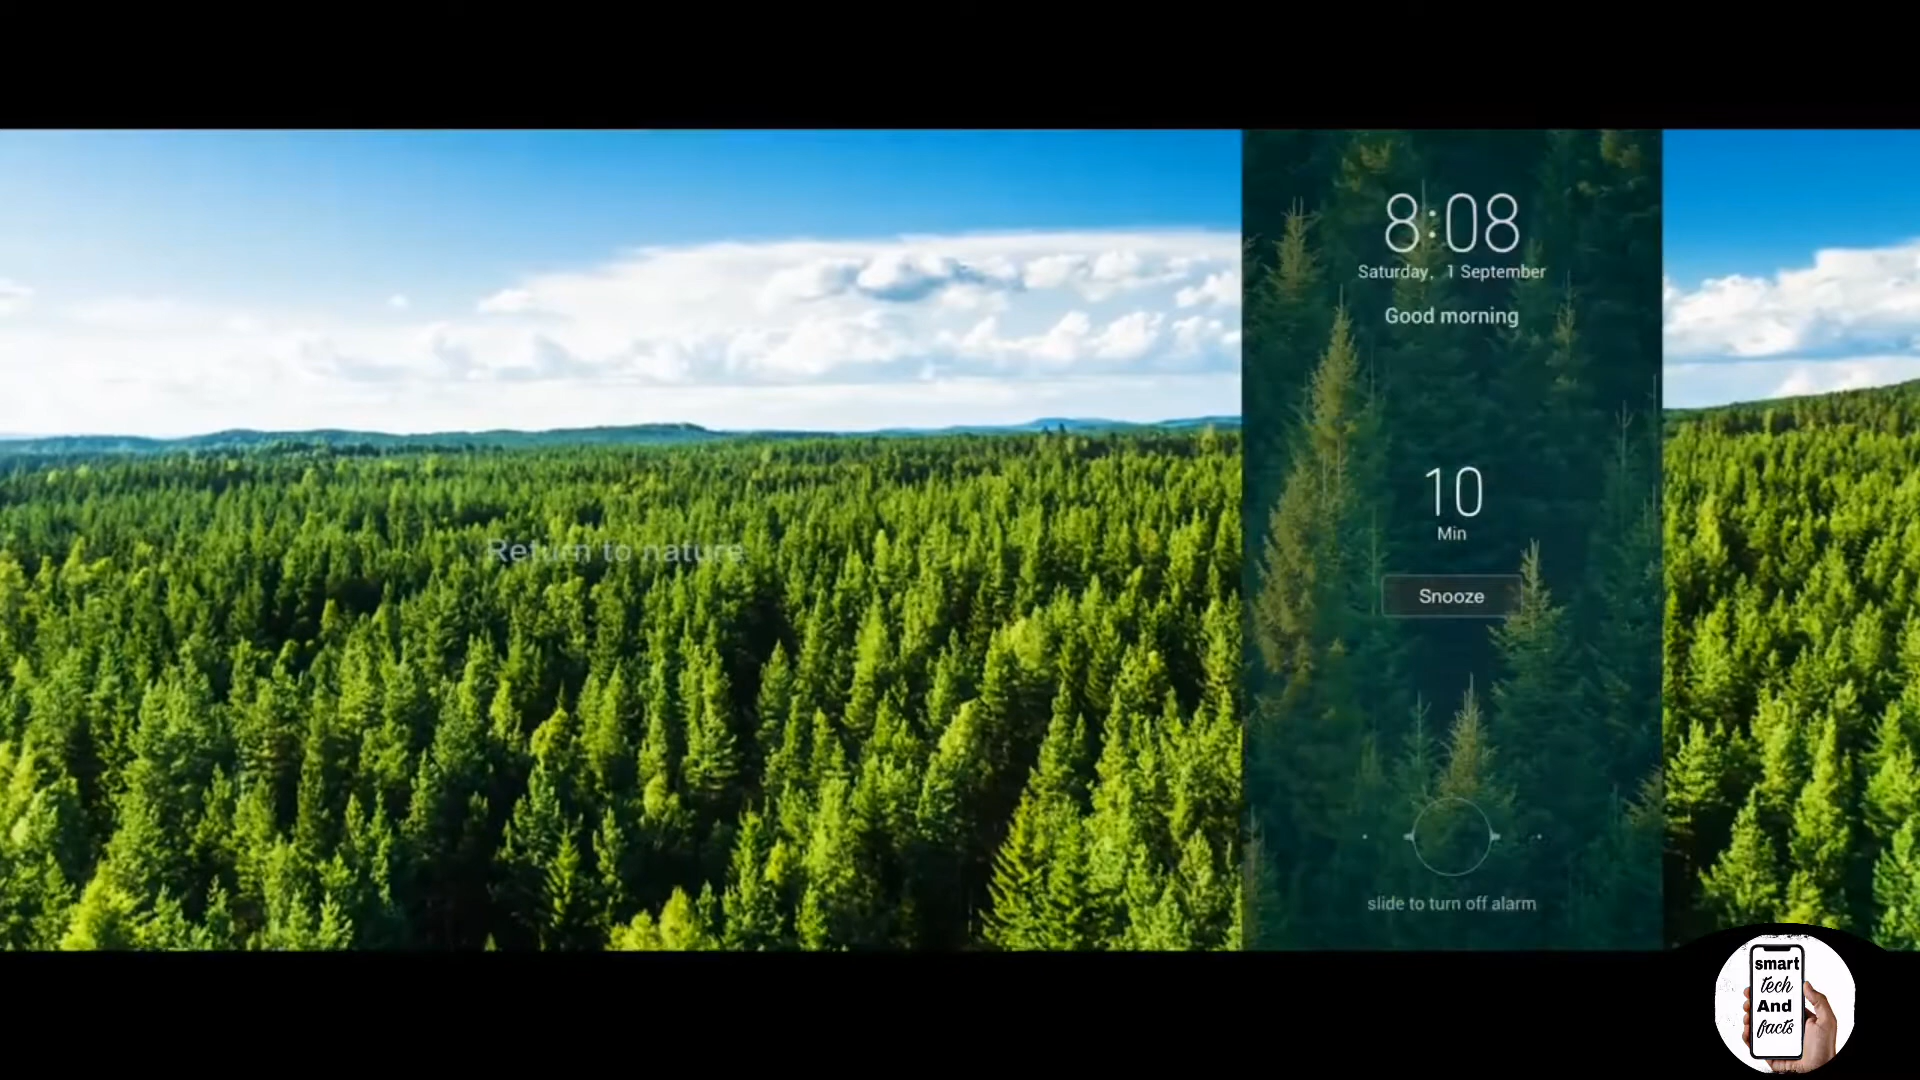 Return to nature
8:08
Saturday, 1 September
Good morning
10
Min
Snooze
slide to turn off alarm
smart
tech
And
facts